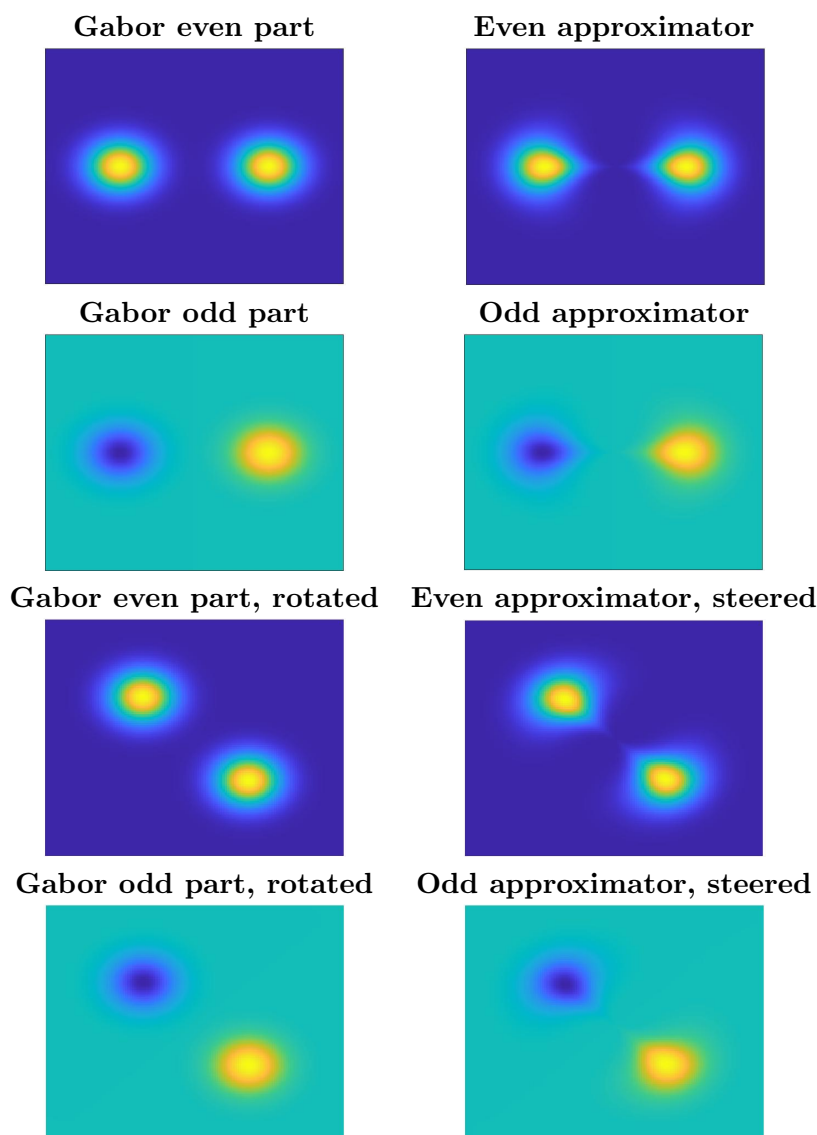 Gabor even part
Even approximator
Gabor odd part
Odd approximator
Gabor even part, rotated
Even approximator, steered
Gabor odd part, rotated
Odd approximator, steered